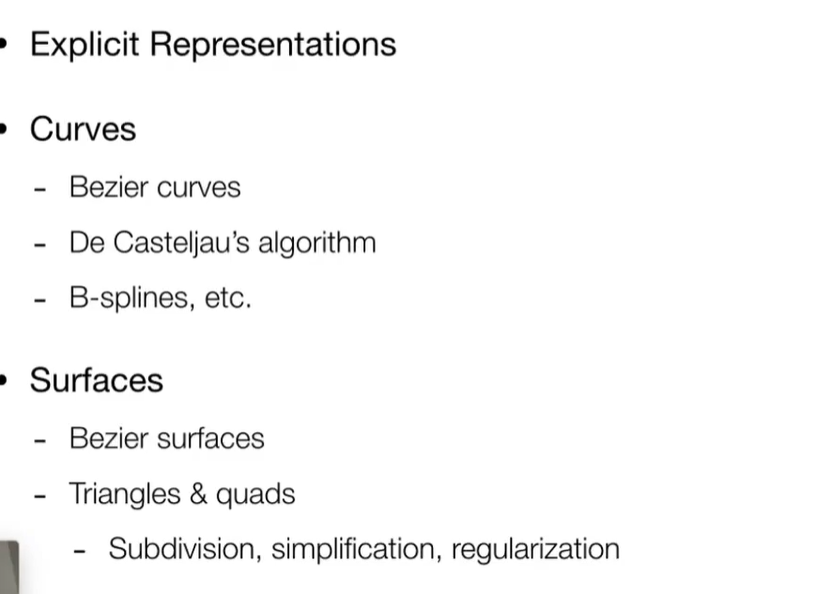 • Explicit Representations
• Curves
- Bezier curves
- De Casteljau's algorithm
- B-splines, etc.
• Surfaces
- Bezier surfaces
- Triangles & quads
- Subdivision, simplification, regularization